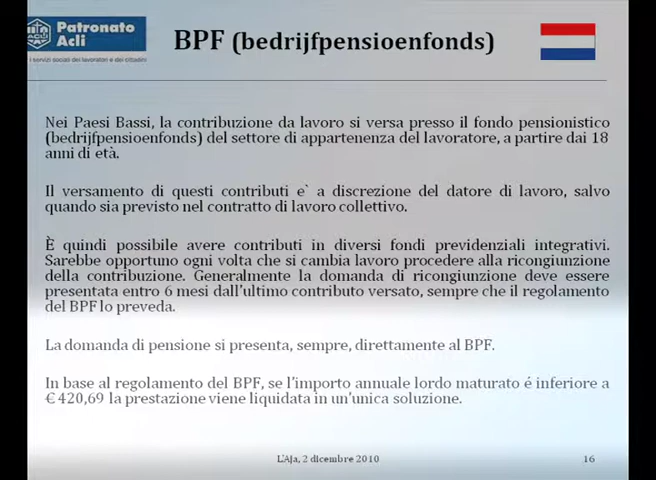 Patronato
Acli
i servizi sociali dei lavoratori e dei cittadini
BPF (bedrijfpensioenfonds)
Nei Paesi Bassi, la contribuzione da lavoro si versa presso il fondo pensionistico
(bedrijfpensioenfonds) del settore di appartenenza del lavoratore, a partire dai 18
anni di età.
Il versamento di questi contributi e` a discrezione del datore di lavoro, salvo
quando sia previsto nel contratto di lavoro collettivo.
È quindi possibile avere contributi in diversi fondi previdenziali integrativi.
Sarebbe opportuno ogni volta che si cambia lavoro procedere alla ricongiunzione
della contribuzione. Generalmente la domanda di ricongiunzione deve essere
presentata entro 6 mesi dall'ultimo contributo versato, sempre che il regolamento
del BPF lo preveda.
La domanda di pensione si presenta, sempre, direttamente al BPF.
In base al regolamento del BPF, se l'importo annuale lordo maturato é inferiore a
€ 420,69 la prestazione viene liquidata in un'unica soluzione.
L'Aja, 2 dicembre 2010
16